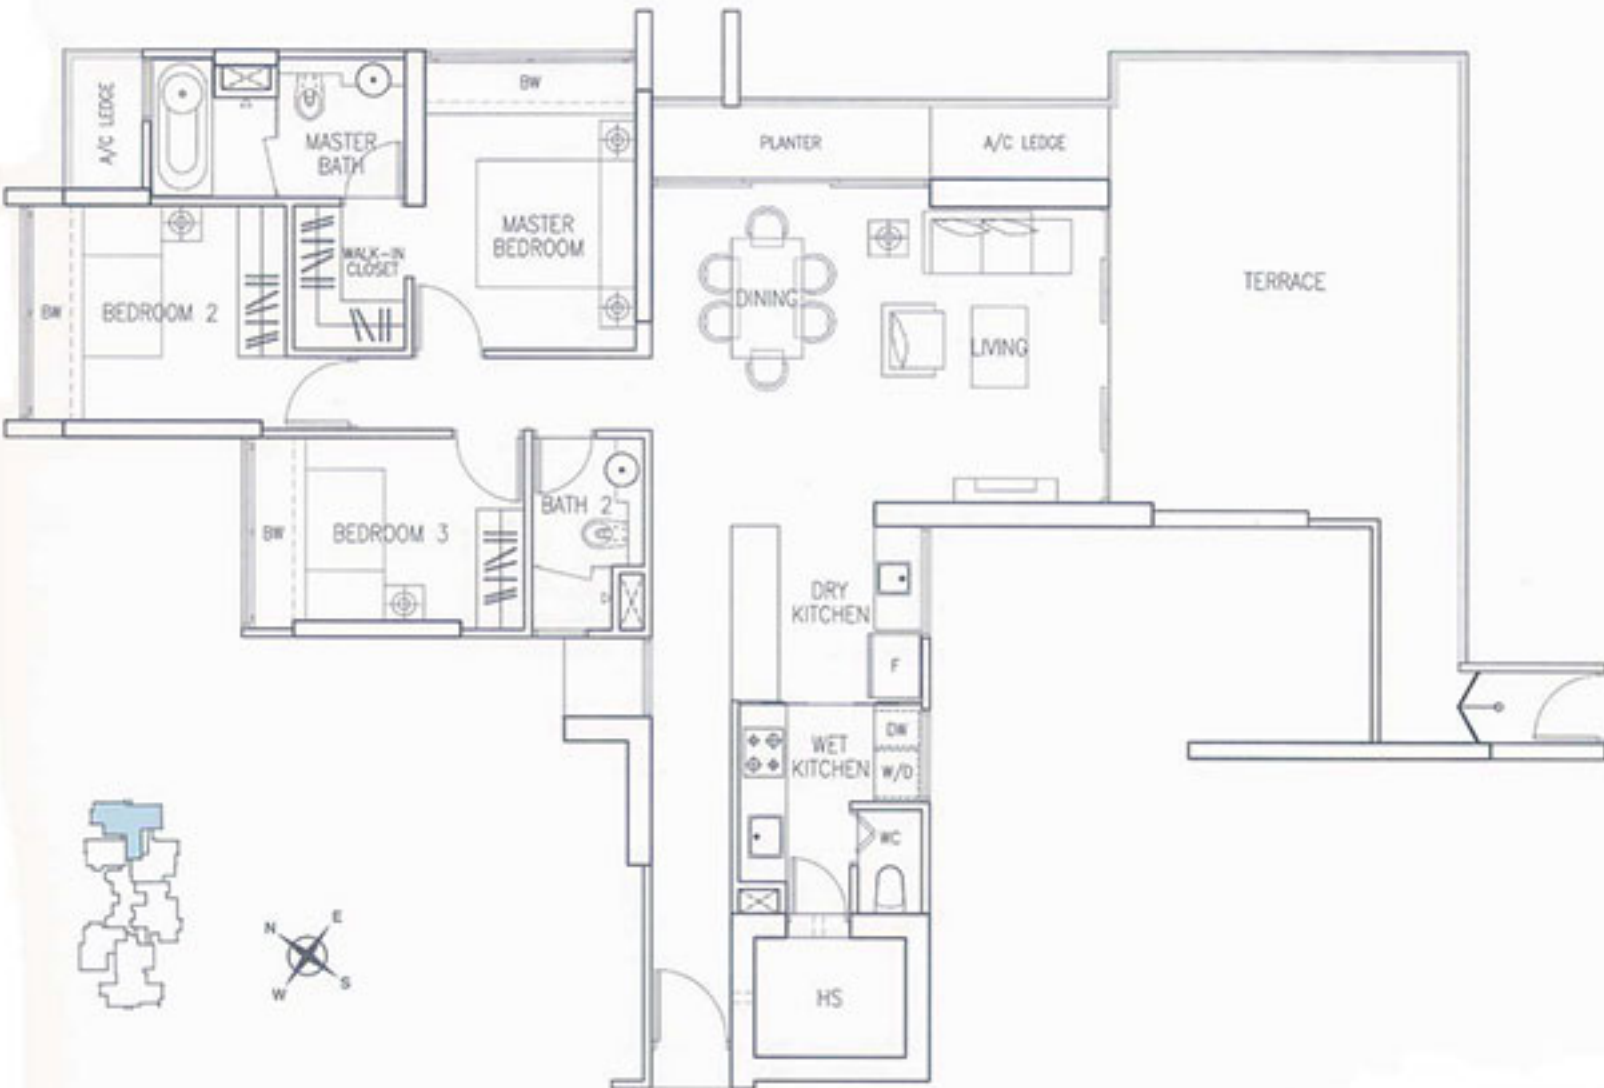 A/C LEDGE
MASTER
BATH
BW
PLANTER
A/C LEDGE
MASTER
BEDROOM
WALK-IN
CLOSET
BW
BEDROOM 2
DINING
LIVING
TERRACE
BW
BEDROOM 3
BATH 2
DRY
KITCHEN
F
WET
KITCHEN
DW
W/D
WC
HS
N
E
W
S